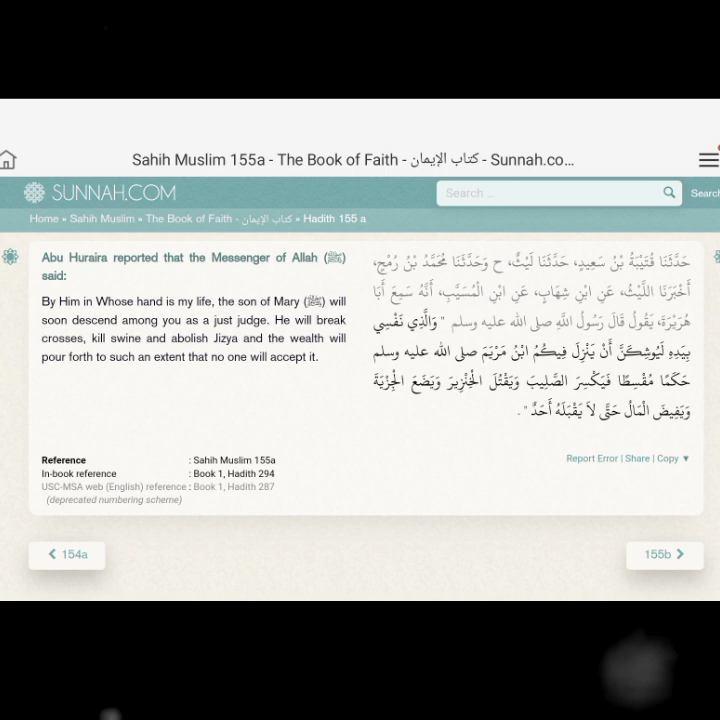 Sahih Muslim 155a - The Book of Faith - كتاب الإيمان - Sunnah.co...
SUNNAH.COM
Search ...
Search
Home » Sahih Muslim » The Book of Faith - كتاب الإيمان » Hadith 155 a
Abu Huraira reported that the Messenger of Allah (ﷺ)
said:
By Him in Whose hand is my life, the son of Mary (ﷺ) will
soon descend among you as a just judge. He will break
crosses, kill swine and abolish Jizya and the wealth will
pour forth to such an extent that no one will accept it.
حَدَّثَنَا قُتَيْبَةُ بْنُ سَعِيدٍ، حَدَّثَنَا لَيْثٌ، ح وَحَدَّثَنَا مُحَمَّدُ بْنُ رُمْحٍ،
أَخْبَرَنَا اللَّيْثُ، عَنِ ابْنِ شِهَابٍ، عَنِ ابْنِ الْمُسَيَّبِ، أَنَّهُ سَمِعَ أَبَا
هُرَيْرَةَ، يَقُولُ قَالَ رَسُولُ اللَّهِ صلى الله عليه وسلم ‏"‏ وَالَّذِي نَفْسِي
بِيَدِهِ لَيُوشِكَنَّ أَنْ يَنْزِلَ فِيكُمُ ابْنُ مَرْيَمَ صلى الله عليه وسلم
حَكَمًا مُقْسِطًا فَيَكْسِرَ الصَّلِيبَ وَيَقْتُلَ الْخِنْزِيرَ وَيَضَعَ الْجِزْيَةَ
وَيَفِيضَ الْمَالُ حَتَّى لاَ يَقْبَلَهُ أَحَدٌ ‏"‏ ‏.‏
Reference : Sahih Muslim 155a
In-book reference : Book 1, Hadith 294
USC-MSA web (English) reference : Book 1, Hadith 287
(deprecated numbering scheme)
Report Error | Share | Copy ▼
154a
155b